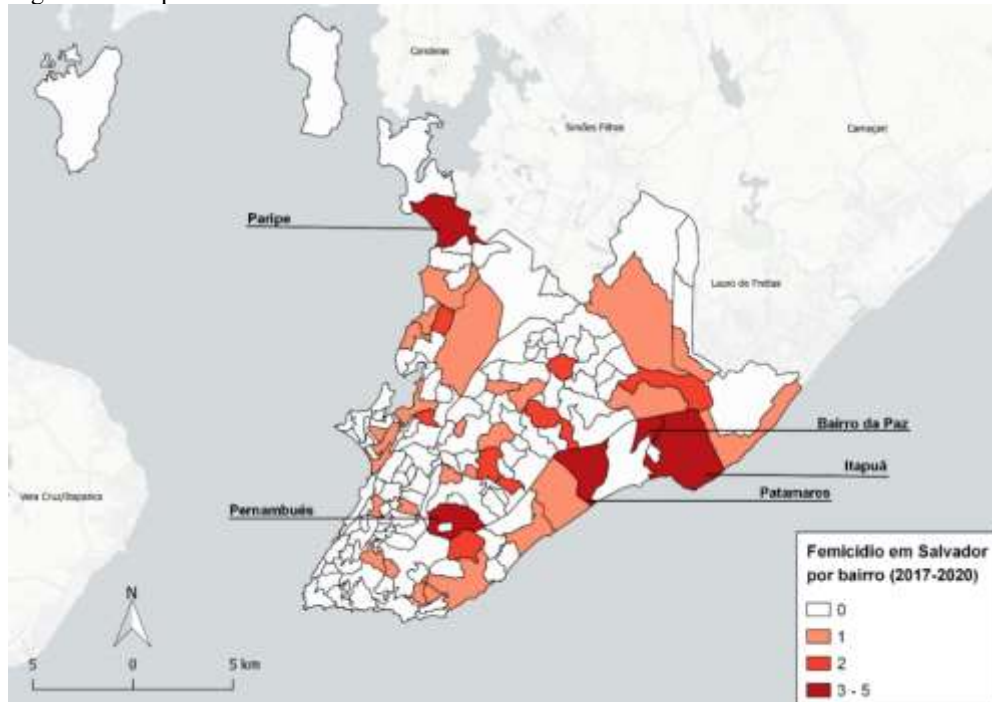 Candeias
Simões Filho
Camaçari
Paripe
Lauro de Freitas
Bairro da Paz
Itapuã
Vera Cruz/Itaparica
Patamares
Pernambués
Femicídio em Salvador
por bairro (2017-2020)
0
1
2
3 - 5
N
5 0 5 km